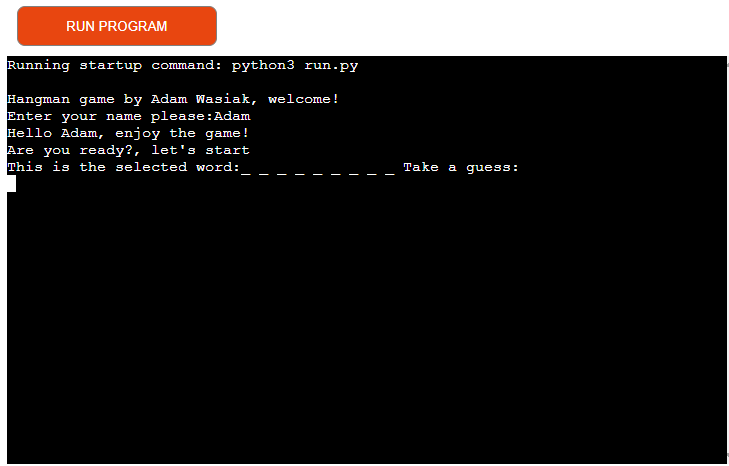 RUN PROGRAM
Running startup command: python3 run.py
Hangman game by Adam Wasiak, welcome!
Enter your name please:Adam
Hello Adam, enjoy the game!
Are you ready?, let's start
This is the selected word:_ _ _ _ _ _ _ _ _ Take a guess: